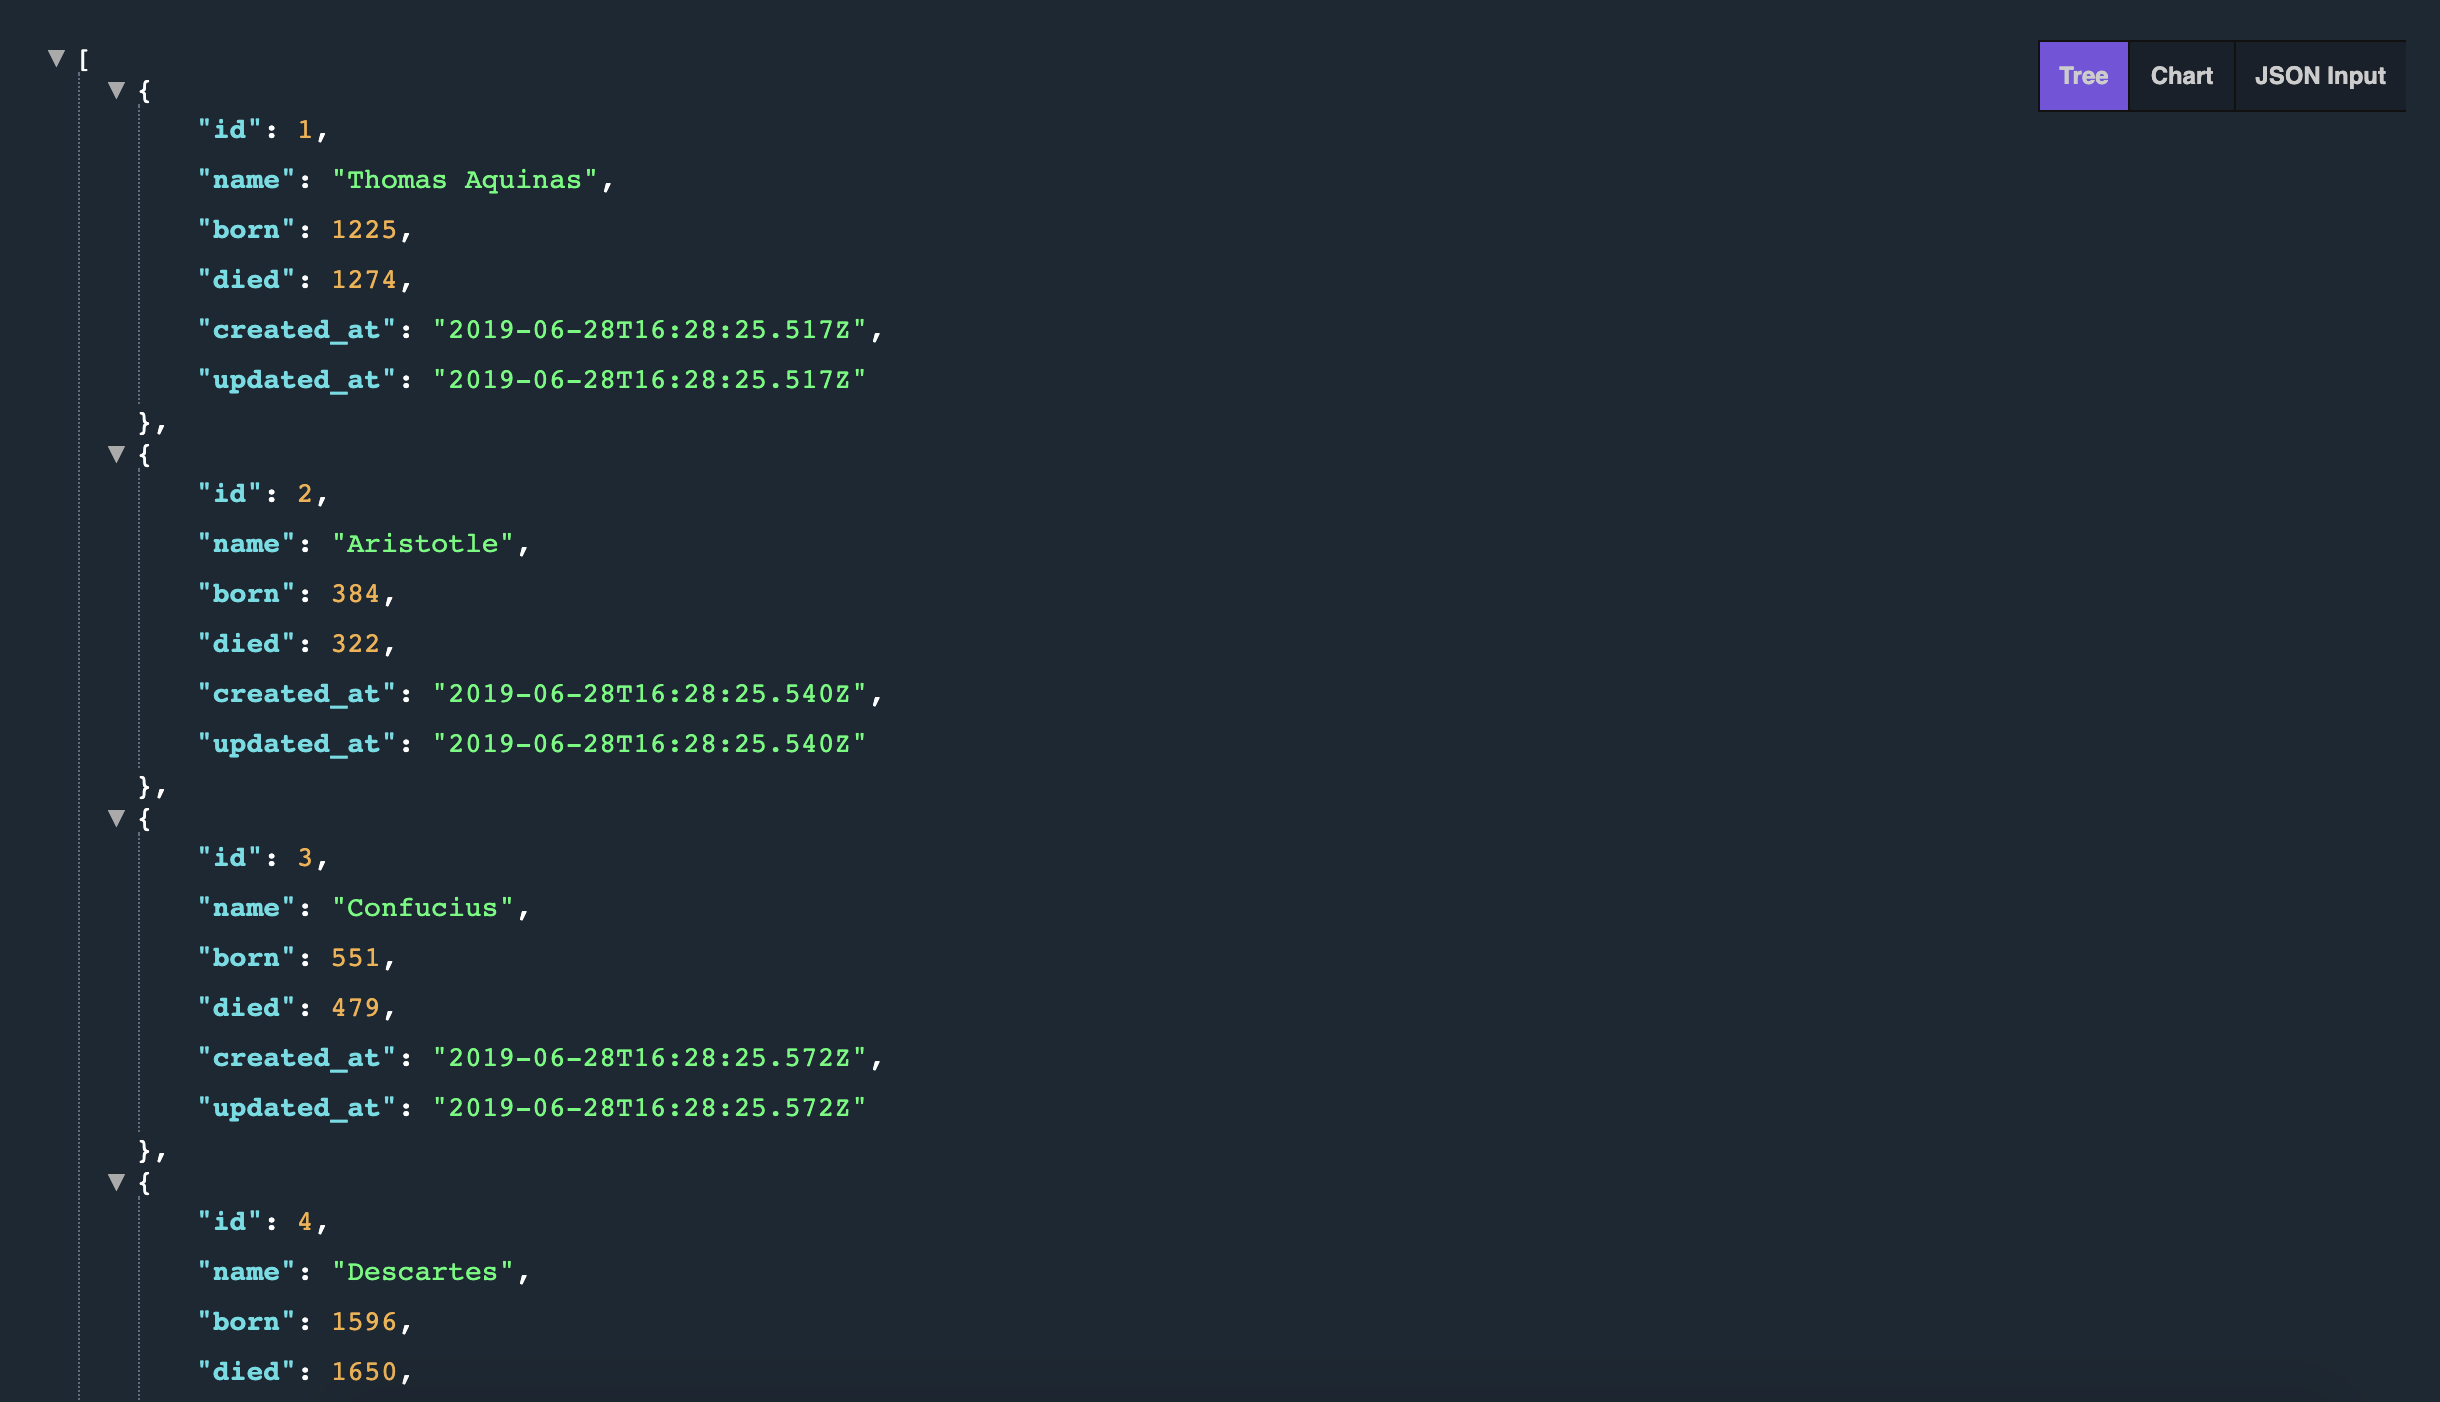 [
{
"id": 1,
"name": "Thomas Aquinas",
"born": 1225,
"died": 1274,
"created_at": "2019-06-28T16:28:25.517Z",
"updated_at": "2019-06-28T16:28:25.517Z"
},
{
"id": 2,
"name": "Aristotle",
"born": 384,
"died": 322,
"created_at": "2019-06-28T16:28:25.540Z",
"updated_at": "2019-06-28T16:28:25.540Z"
},
{
"id": 3,
"name": "Confucius",
"born": 551,
"died": 479,
"created_at": "2019-06-28T16:28:25.572Z",
"updated_at": "2019-06-28T16:28:25.572Z"
},
{
"id": 4,
"name": "Descartes",
"born": 1596,
"died": 1650,
Tree Chart JSON Input